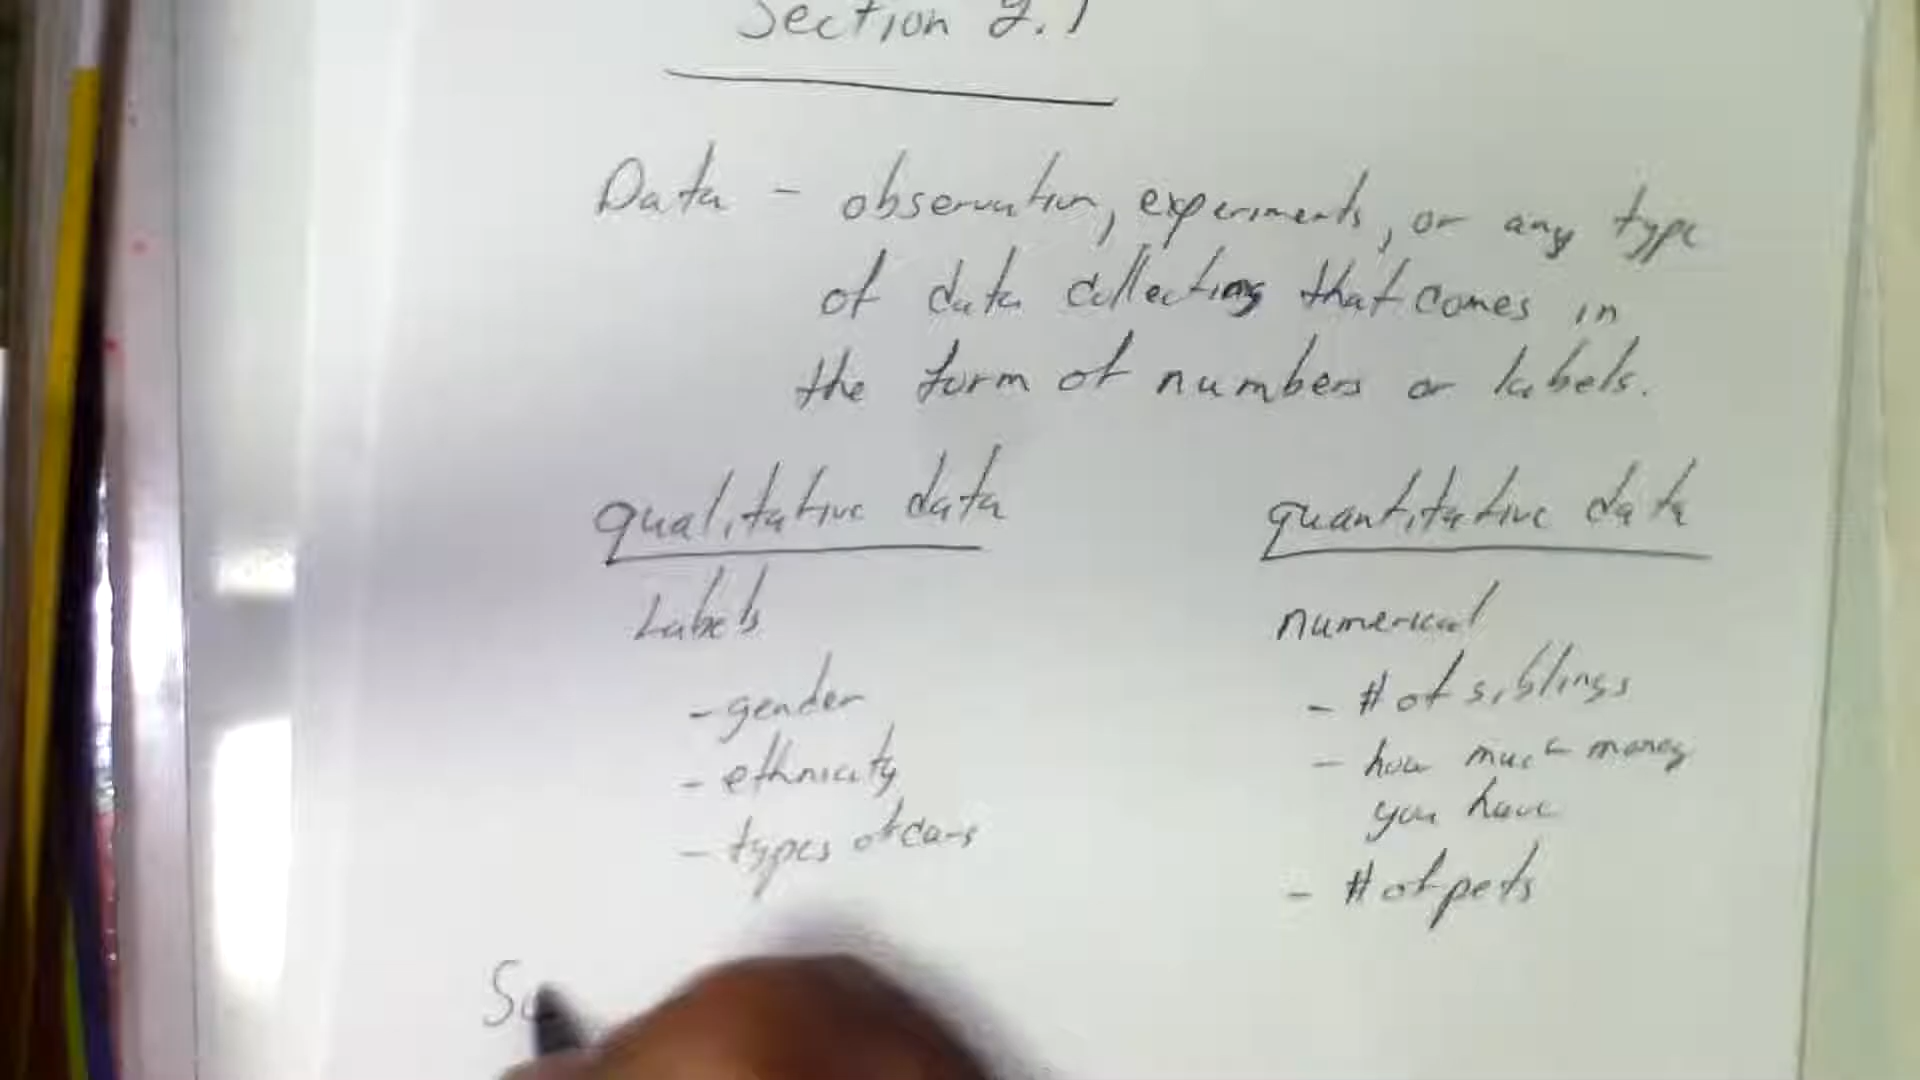 Section 2.1
Data - observation, experiments, or any type
of data collecting that comes in
the form of numbers or labels.
qualitative data
Labels
- gender
- ethnicity
- types of cars
quantitative data
numerical
- # of siblings
- how much money
you have
- # of pets